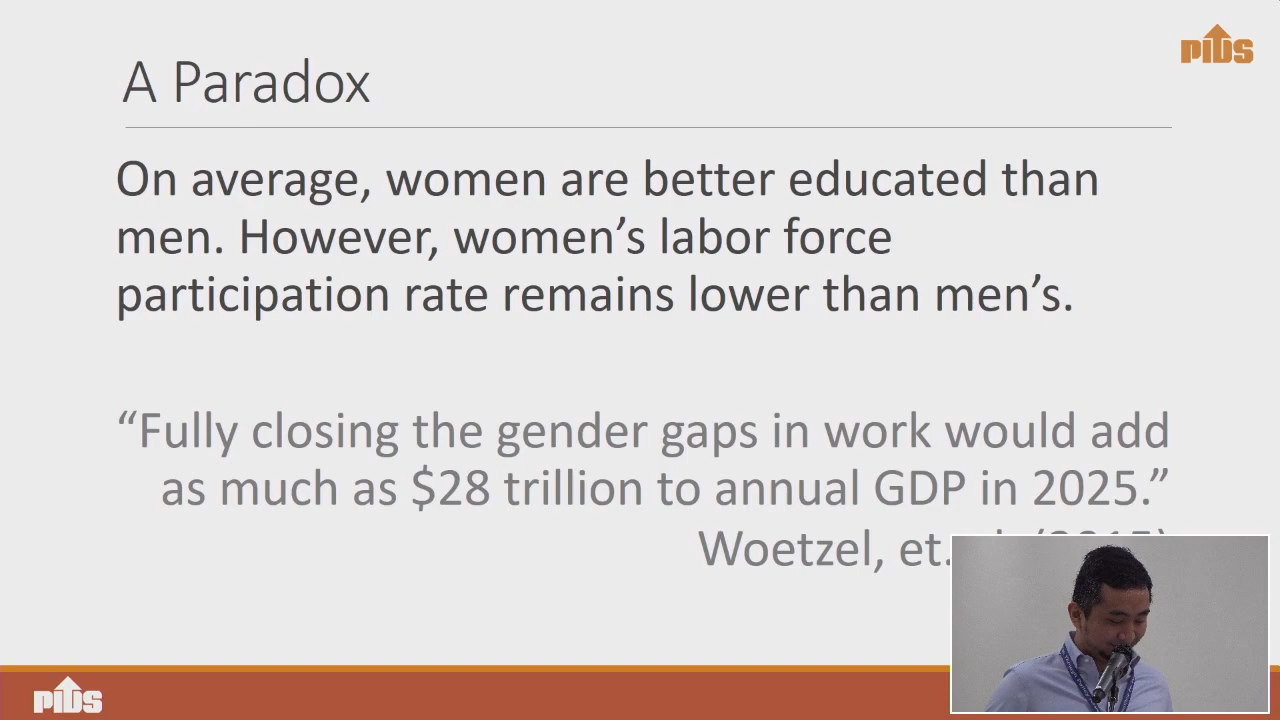 PIDS
A Paradox
On average, women are better educated than
men. However, women’s labor force
participation rate remains lower than men’s.
“Fully closing the gender gaps in work would add
as much as $28 trillion to annual GDP in 2025.”
Woetzel, et.
PIDS